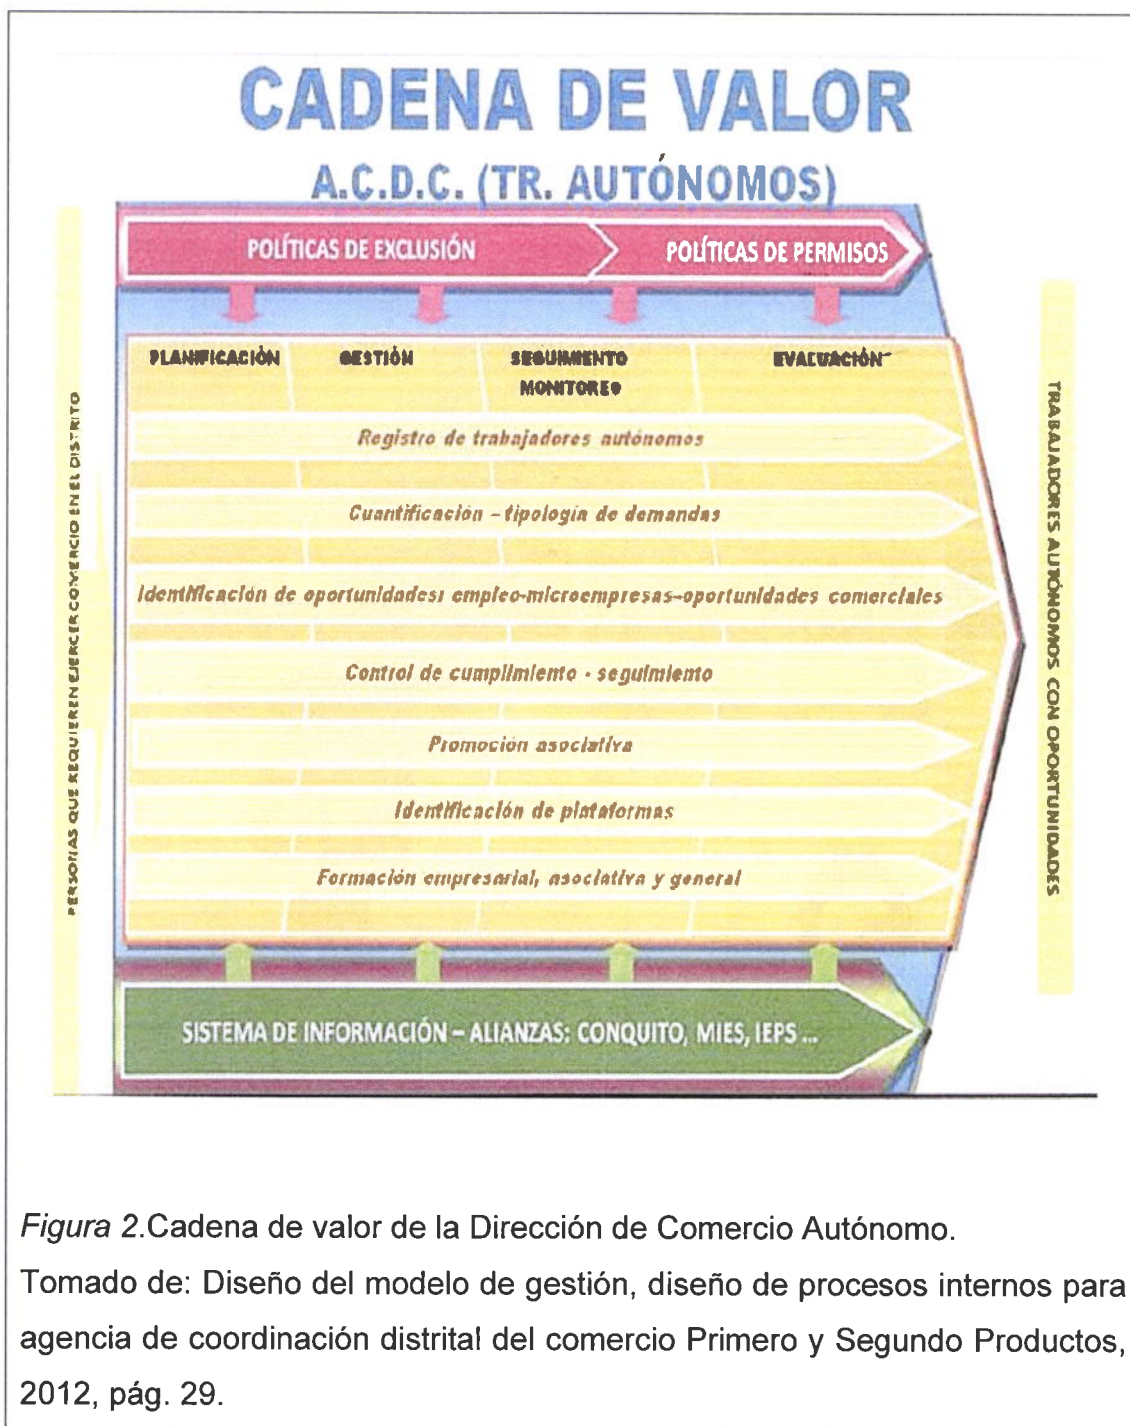 CADENA DE VALOR
A.C.D.C. (TR. AUTÓNOMOS)
POLÍTICAS DE EXCLUSIÓN
POLÍTICAS DE PERMISOS
PERSONAS QUE REQUIEREN EJERCER COMERCIO EN EL DISTRITO
PLANIFICACIÓN
GESTIÓN
SEGUIMIENTO
MONITOREO
EVALUACIÓN
Registro de trabajadores autónomos
Cuantificación – tipología de demandas
Identificación de oportunidades: empleo-microempresas-oportunidades comerciales
Control de cumplimiento - seguimiento
Promoción asociativa
Identificación de plataformas
Formación empresarial, asociativa y general
TRABAJADORES AUTÓNOMOS CON OPORTUNIDADES
SISTEMA DE INFORMACIÓN – ALIANZAS: CONQUITO, MIES, IEPS ...
Figura 2.Cadena de valor de la Dirección de Comercio Autónomo.
Tomado de: Diseño del modelo de gestión, diseño de procesos internos para
agencia de coordinación distrital del comercio Primero y Segundo Productos,
2012, pág. 29.